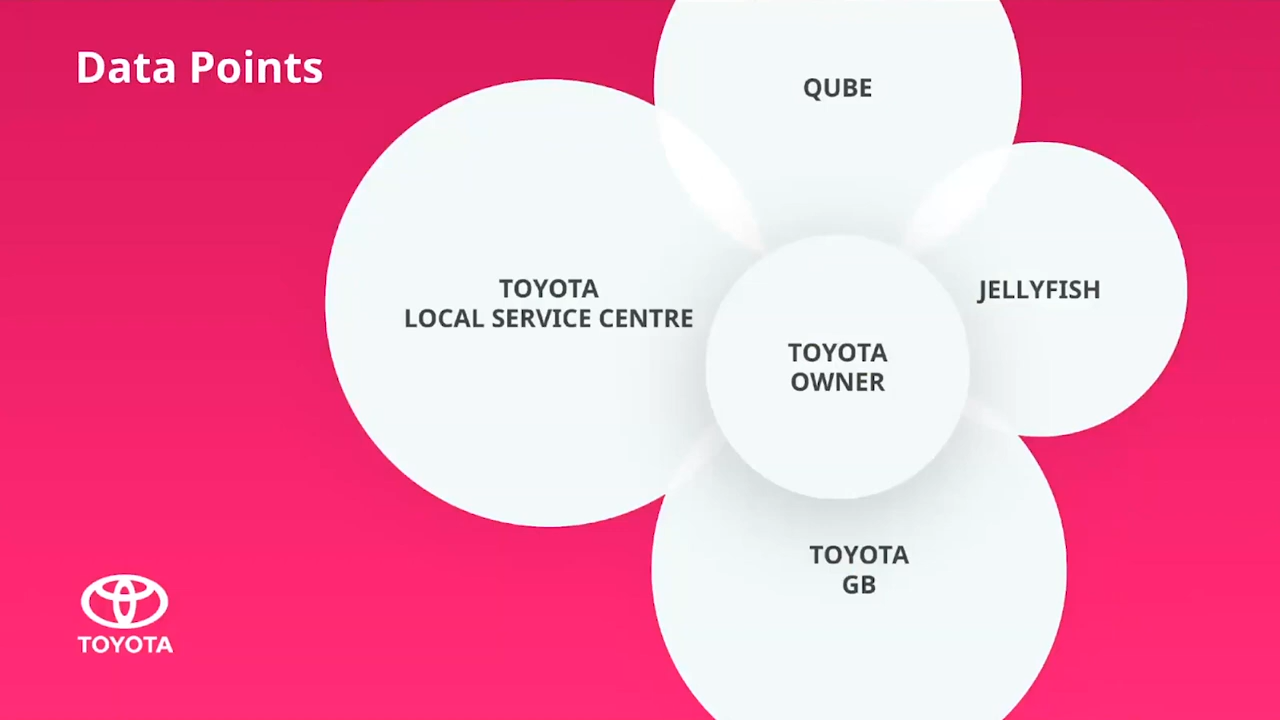 Data Points
QUBE
TOYOTA
LOCAL SERVICE CENTRE
JELLYFISH
TOYOTA
OWNER
TOYOTA
GB
TOYOTA